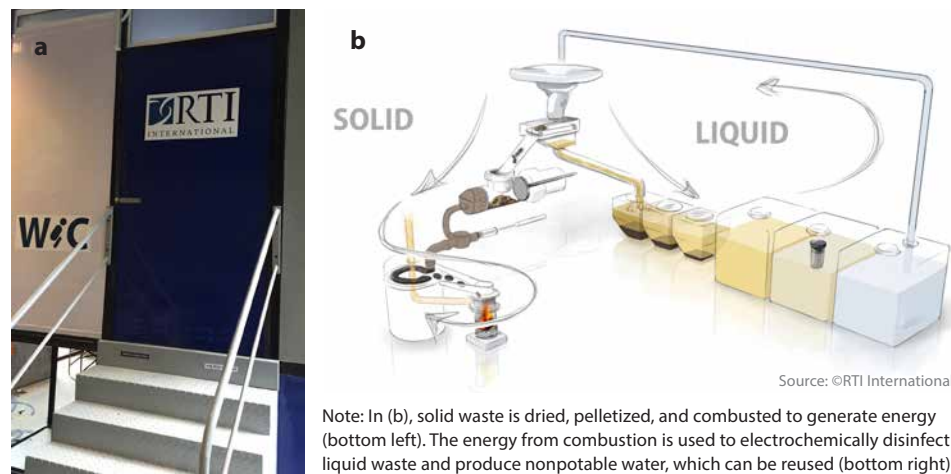 a
RTI
INTERNATIONAL
WiC
b
SOLID
LIQUID
Source: ©RTI Internationa
Note: In (b), solid waste is dried, pelletized, and combusted to generate energy
(bottom left). The energy from combustion is used to electrochemically disinfect
liquid waste and produce nonpotable water, which can be reused (bottom right)